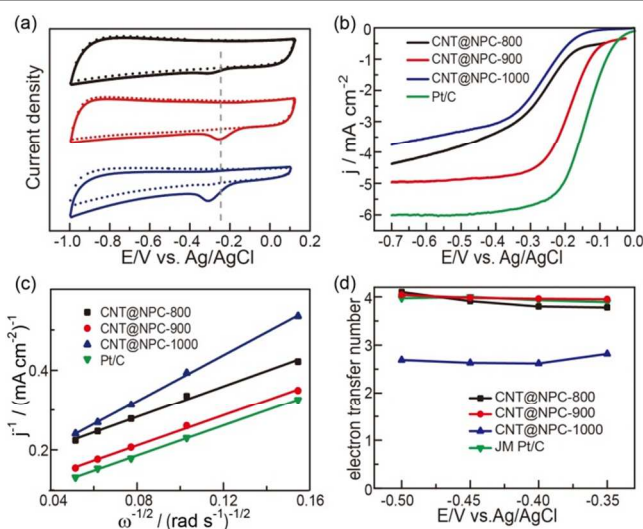 (a)
Current density
-1.0 -0.8 -0.6 -0.4 -0.2 0.0 0.2
E/V vs. Ag/AgCl
(b)
CNT@NPC-800
CNT@NPC-900
CNT@NPC-1000
Pt/C
j / mA cm-2
0
-1
-2
-3
-4
-5
-6
-0.7 -0.6 -0.5 -0.4 -0.3 -0.2 -0.1 0.0
E/V vs. Ag/AgCl
(c)
CNT@NPC-800
CNT@NPC-900
CNT@NPC-1000
Pt/C
j-1 / (mA cm-2)-1
0.4
0.2
0.04 0.08 0.12 0.16
ω-1/2 / (rad s-1)-1/2
(d)
electron transfer number
4
3
2
1
0
CNT@NPC-800
CNT@NPC-900
CNT@NPC-1000
JM Pt/C
-0.50 -0.45 -0.40 -0.35
E/V vs.Ag/AgCl